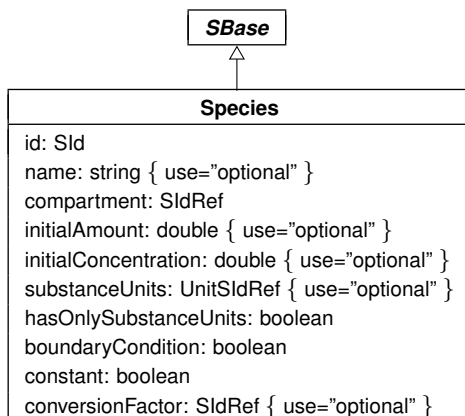 SBase
Species
id: SId
name: string { use=”optional” }
compartment: SIdRef
initialAmount: double { use=”optional” }
initialConcentration: double { use=”optional” }
substanceUnits: UnitSIdRef { use=”optional” }
hasOnlySubstanceUnits: boolean
boundaryCondition: boolean
constant: boolean
conversionFactor: SIdRef { use=”optional” }